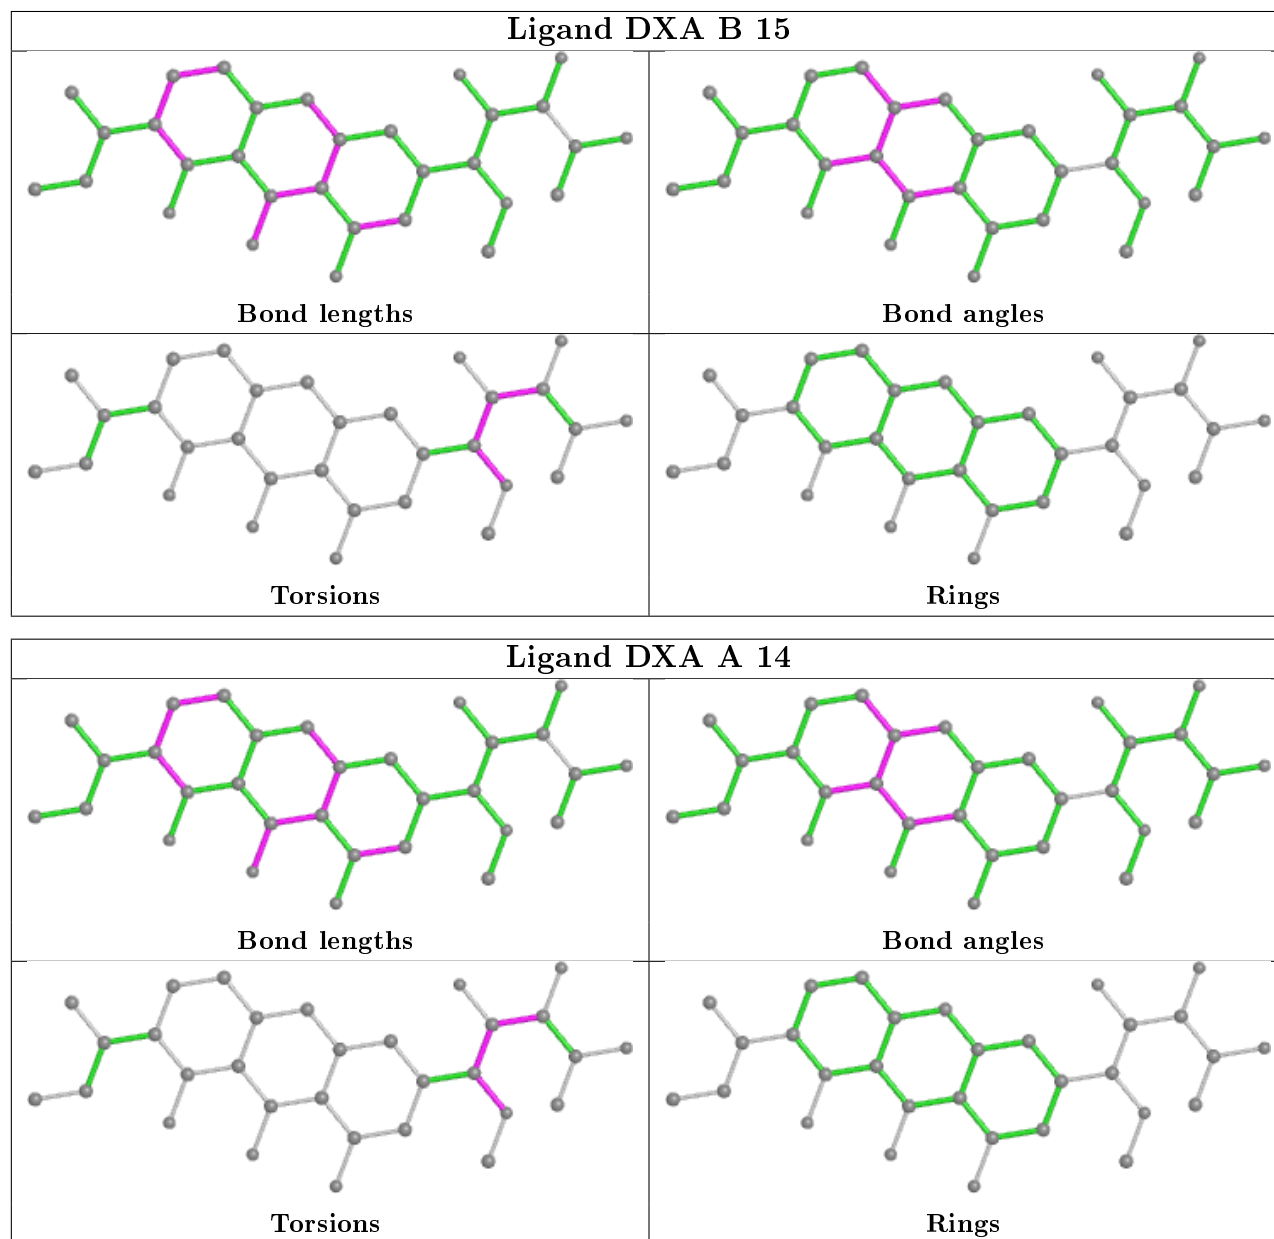 Ligand DXA B 15
Bond lengths
Bond angles
Torsions
Rings
Ligand DXA A 14
Bond lengths
Bond angles
Torsions
Rings